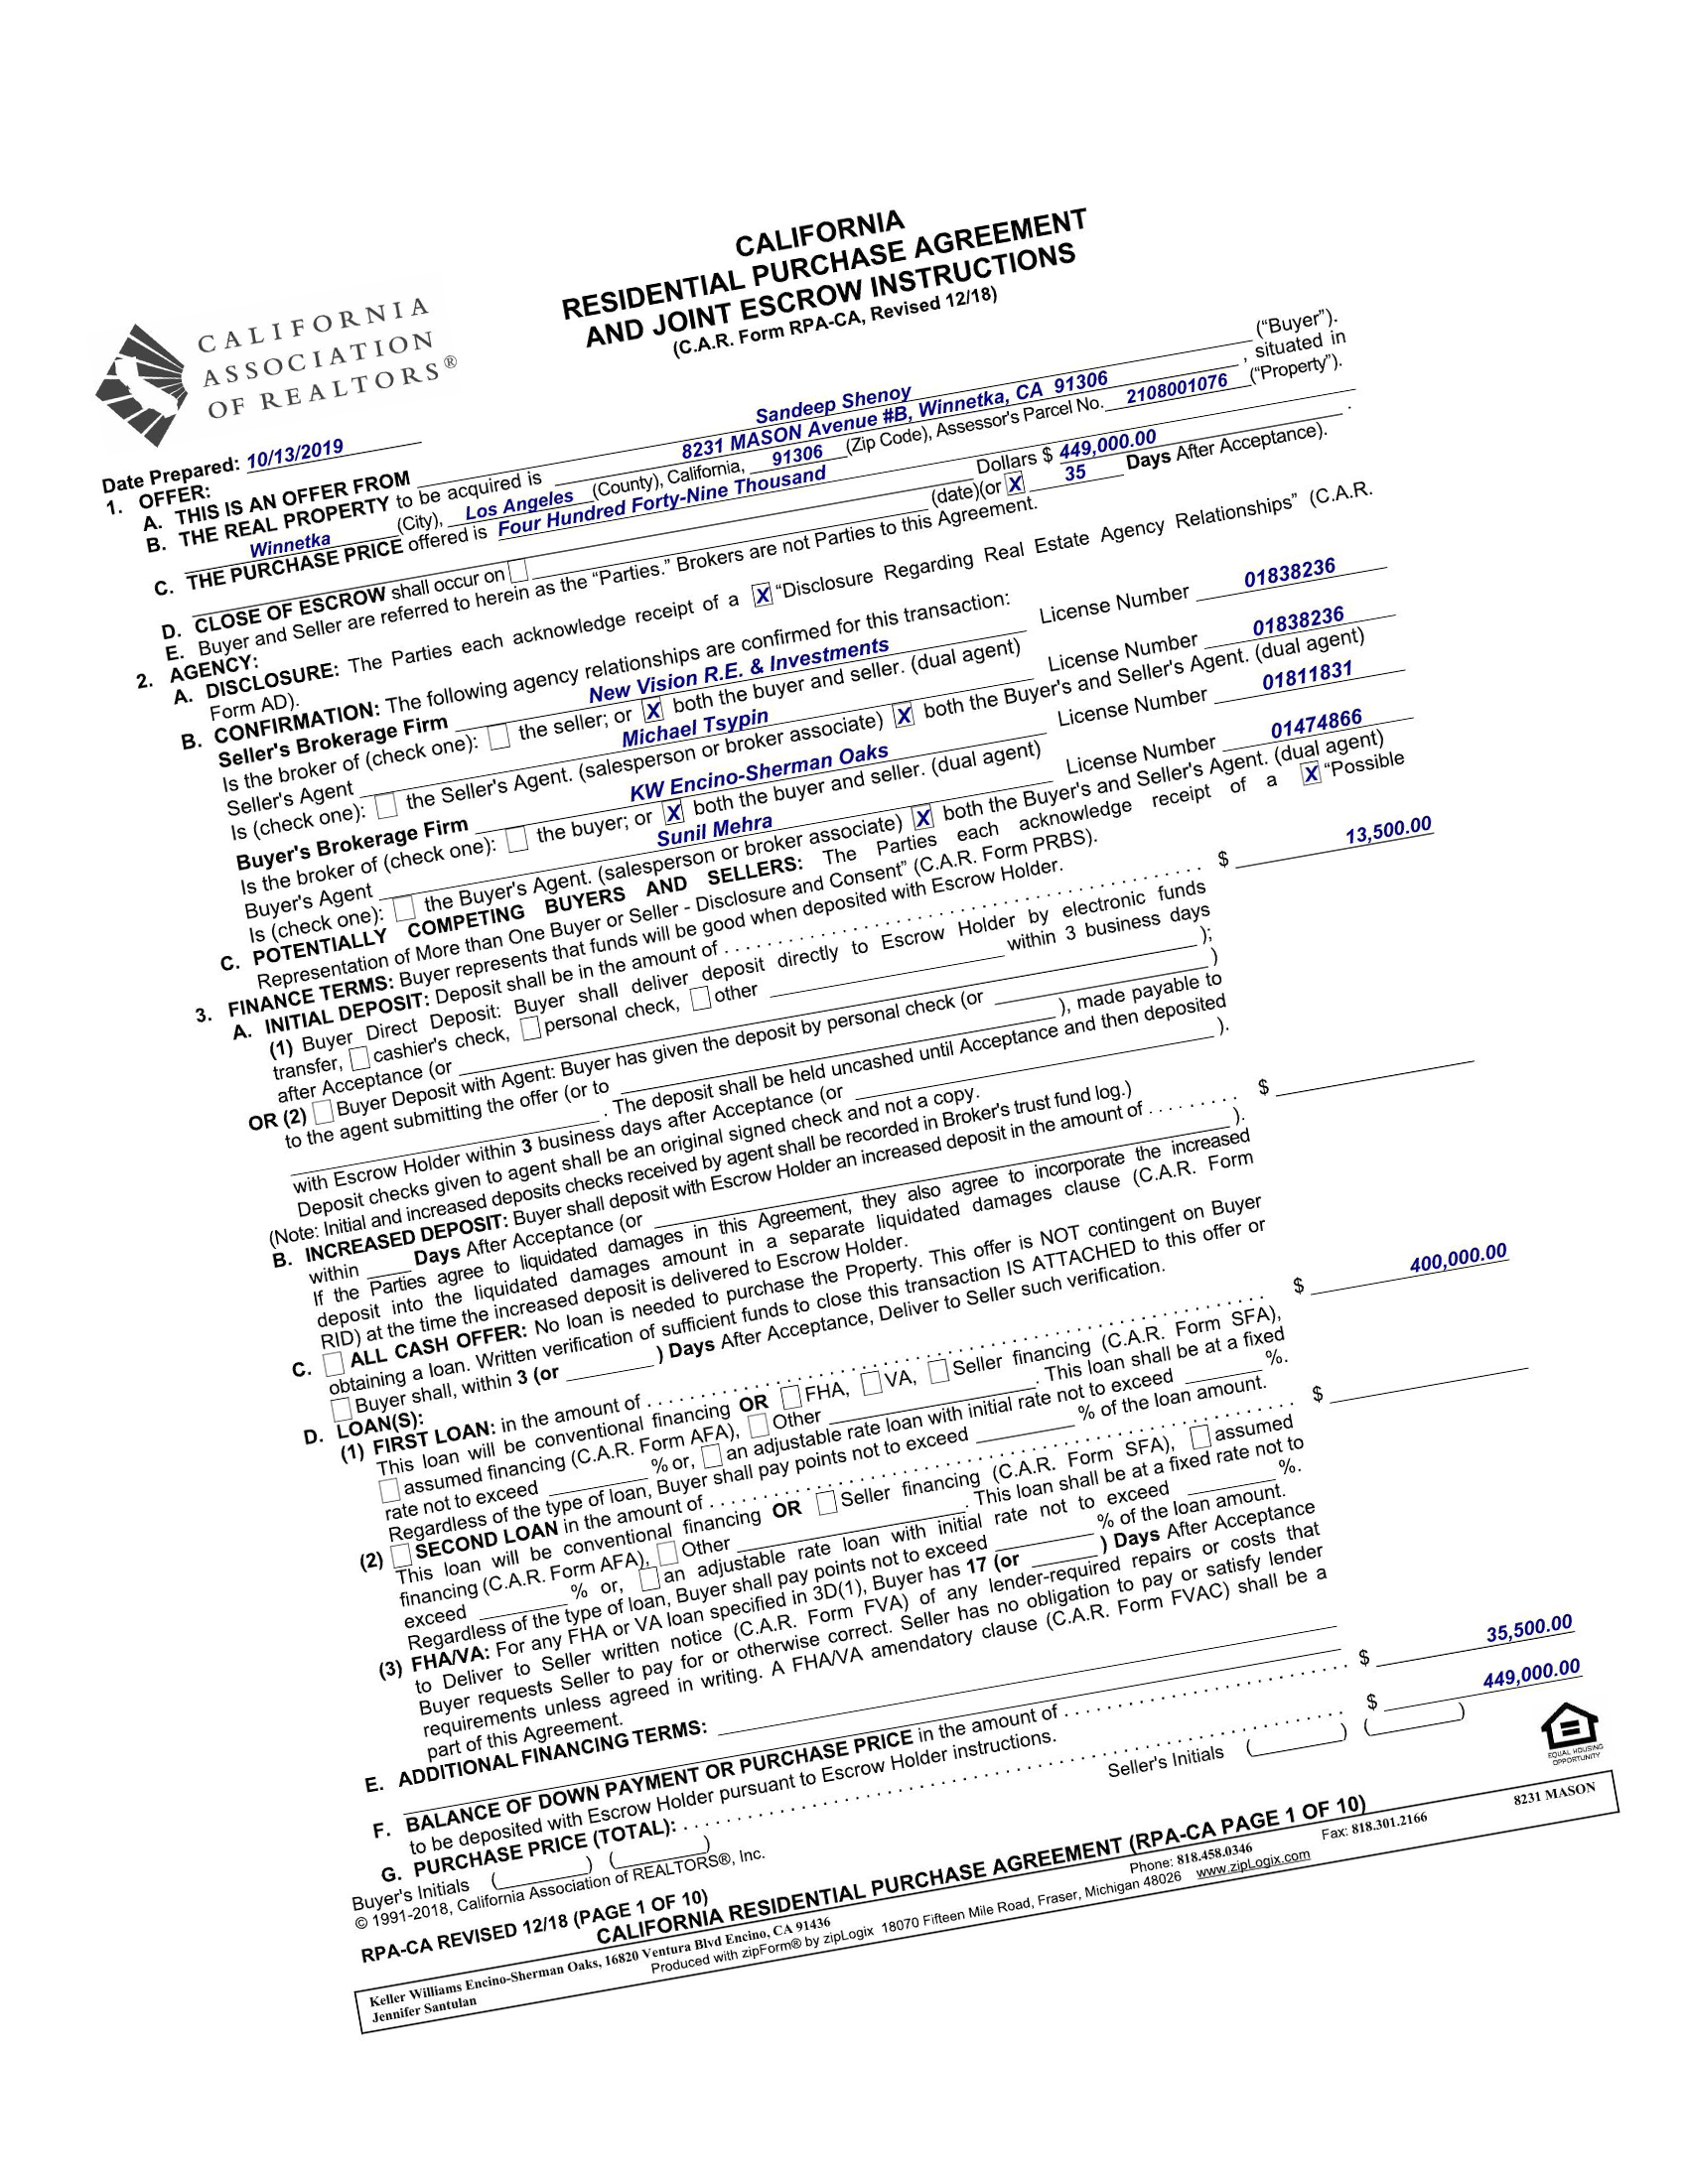 CALIFORNIA
ASSOCIATION
OF REALTORS®
CALIFORNIA
RESIDENTIAL PURCHASE AGREEMENT
AND JOINT ESCROW INSTRUCTIONS
(C.A.R. Form RPA-CA, Revised 12/18)
Date Prepared: 10/13/2019
1. OFFER:
A. THIS IS AN OFFER FROM Sandeep Shenoy (“Buyer”).
B. THE REAL PROPERTY to be acquired is 8231 MASON Avenue #B, Winnetka, CA 91306 , situated in
Winnetka (City), Los Angeles (County), California, 91306 (Zip Code), Assessor's Parcel No. 2108001076 (“Property”).
C. THE PURCHASE PRICE offered is Four Hundred Forty-Nine Thousand
Dollars $ 449,000.00 .
D. CLOSE OF ESCROW shall occur on ☐ (date)(or ☒ 35 Days After Acceptance).
E. Buyer and Seller are referred to herein as the “Parties.” Brokers are not Parties to this Agreement.
2. AGENCY:
A. DISCLOSURE: The Parties each acknowledge receipt of a ☒ “Disclosure Regarding Real Estate Agency Relationships” (C.A.R.
Form AD).
B. CONFIRMATION: The following agency relationships are confirmed for this transaction:
Seller's Brokerage Firm New Vision R.E. & Investments License Number 01838236
Is the broker of (check one): ☐ the seller; or ☒ both the buyer and seller. (dual agent)
Seller's Agent Michael Tsypin License Number 01838236
Is (check one): ☐ the Seller's Agent. (salesperson or broker associate) ☒ both the Buyer's and Seller's Agent. (dual agent)
Buyer's Brokerage Firm KW Encino-Sherman Oaks License Number 01811831
Is the broker of (check one): ☐ the buyer; or ☒ both the buyer and seller. (dual agent)
Buyer's Agent Sunil Mehra License Number 01474866
Is (check one): ☐ the Buyer's Agent. (salesperson or broker associate) ☒ both the Buyer's and Seller's Agent. (dual agent)
C. POTENTIALLY COMPETING BUYERS AND SELLERS: The Parties each acknowledge receipt of a ☒ “Possible
Representation of More than One Buyer or Seller - Disclosure and Consent” (C.A.R. Form PRBS).
3. FINANCE TERMS: Buyer represents that funds will be good when deposited with Escrow Holder.
A. INITIAL DEPOSIT: Deposit shall be in the amount of . . . . . . . . . . $ 13,500.00
(1) Buyer Direct Deposit: Buyer shall deliver deposit directly to Escrow Holder by electronic funds
transfer, ☐ cashier's check, ☐ personal check, ☐ other within 3 business days
after Acceptance (or );
OR (2) ☐ Buyer Deposit with Agent: Buyer has given the deposit by personal check (or )
to the agent submitting the offer (or to ), made payable to
. The deposit shall be held uncashed until Acceptance and then deposited
with Escrow Holder within 3 business days after Acceptance (or ).
Deposit checks given to agent shall be an original signed check and not a copy.
(Note: Initial and increased deposits checks received by agent shall be recorded in Broker's trust fund log.)
B. INCREASED DEPOSIT: Buyer shall deposit with Escrow Holder an increased deposit in the amount of . . . . . . . . . $
within Days After Acceptance (or ).
If the Parties agree to liquidated damages in this Agreement, they also agree to incorporate the increased
deposit into the liquidated damages amount in a separate liquidated damages clause (C.A.R. Form
RID) at the time the increased deposit is delivered to Escrow Holder.
C. ☐ ALL CASH OFFER: No loan is needed to purchase the Property. This offer is NOT contingent on Buyer
obtaining a loan. Written verification of sufficient funds to close this transaction IS ATTACHED to this offer or
☐ Buyer shall, within 3 (or ) Days After Acceptance, Deliver to Seller such verification.
D. LOAN(S):
(1) FIRST LOAN: in the amount of . . . . . . . . . . $ 400,000.00
This loan will be conventional financing OR ☐ FHA, ☐ VA, ☐ Seller financing (C.A.R. Form SFA),
☐ assumed financing (C.A.R. Form AFA), ☐ Other . This loan shall be at a fixed
rate not to exceed % or, ☐ an adjustable rate loan with initial rate not to exceed %.
Regardless of the type of loan, Buyer shall pay points not to exceed % of the loan amount.
(2) ☐ SECOND LOAN in the amount of . . . . . . . . . . $
This loan will be conventional financing OR ☐ Seller financing (C.A.R. Form SFA), ☐ assumed
financing (C.A.R. Form AFA), ☐ Other . This loan shall be at a fixed rate not to
exceed % or, ☐ an adjustable rate loan with initial rate not to exceed %.
Regardless of the type of loan, Buyer shall pay points not to exceed % of the loan amount.
(3) FHA/VA: For any FHA or VA loan specified in 3D(1), Buyer has 17 (or ) Days After Acceptance
to Deliver to Seller written notice (C.A.R. Form FVA) of any lender-required repairs or costs that
Buyer requests Seller to pay for or otherwise correct. Seller has no obligation to pay or satisfy lender
requirements unless agreed in writing. A FHA/VA amendatory clause (C.A.R. Form FVAC) shall be a
part of this Agreement.
E. ADDITIONAL FINANCING TERMS:
F. BALANCE OF DOWN PAYMENT OR PURCHASE PRICE in the amount of . . . . . . . . . . $ 35,500.00
to be deposited with Escrow Holder pursuant to Escrow Holder instructions.
G. PURCHASE PRICE (TOTAL): . . . . . . . . . . $ 449,000.00
Buyer's Initials ( ) ( ) Seller's Initials ( ) ( )
© 1991-2018, California Association of REALTORS®, Inc.
EQUAL HOUSING
OPPORTUNITY
RPA-CA REVISED 12/18 (PAGE 1 OF 10)
CALIFORNIA RESIDENTIAL PURCHASE AGREEMENT (RPA-CA PAGE 1 OF 10)
Keller Williams Encino-Sherman Oaks, 16820 Ventura Blvd Encino, CA 91436 Phone: 818.458.0346 Fax: 818.301.2166 8231 MASON
Jennifer Santulan Produced with zipForm® by zipLogix 18070 Fifteen Mile Road, Fraser, Michigan 48026 www.zipLogix.com